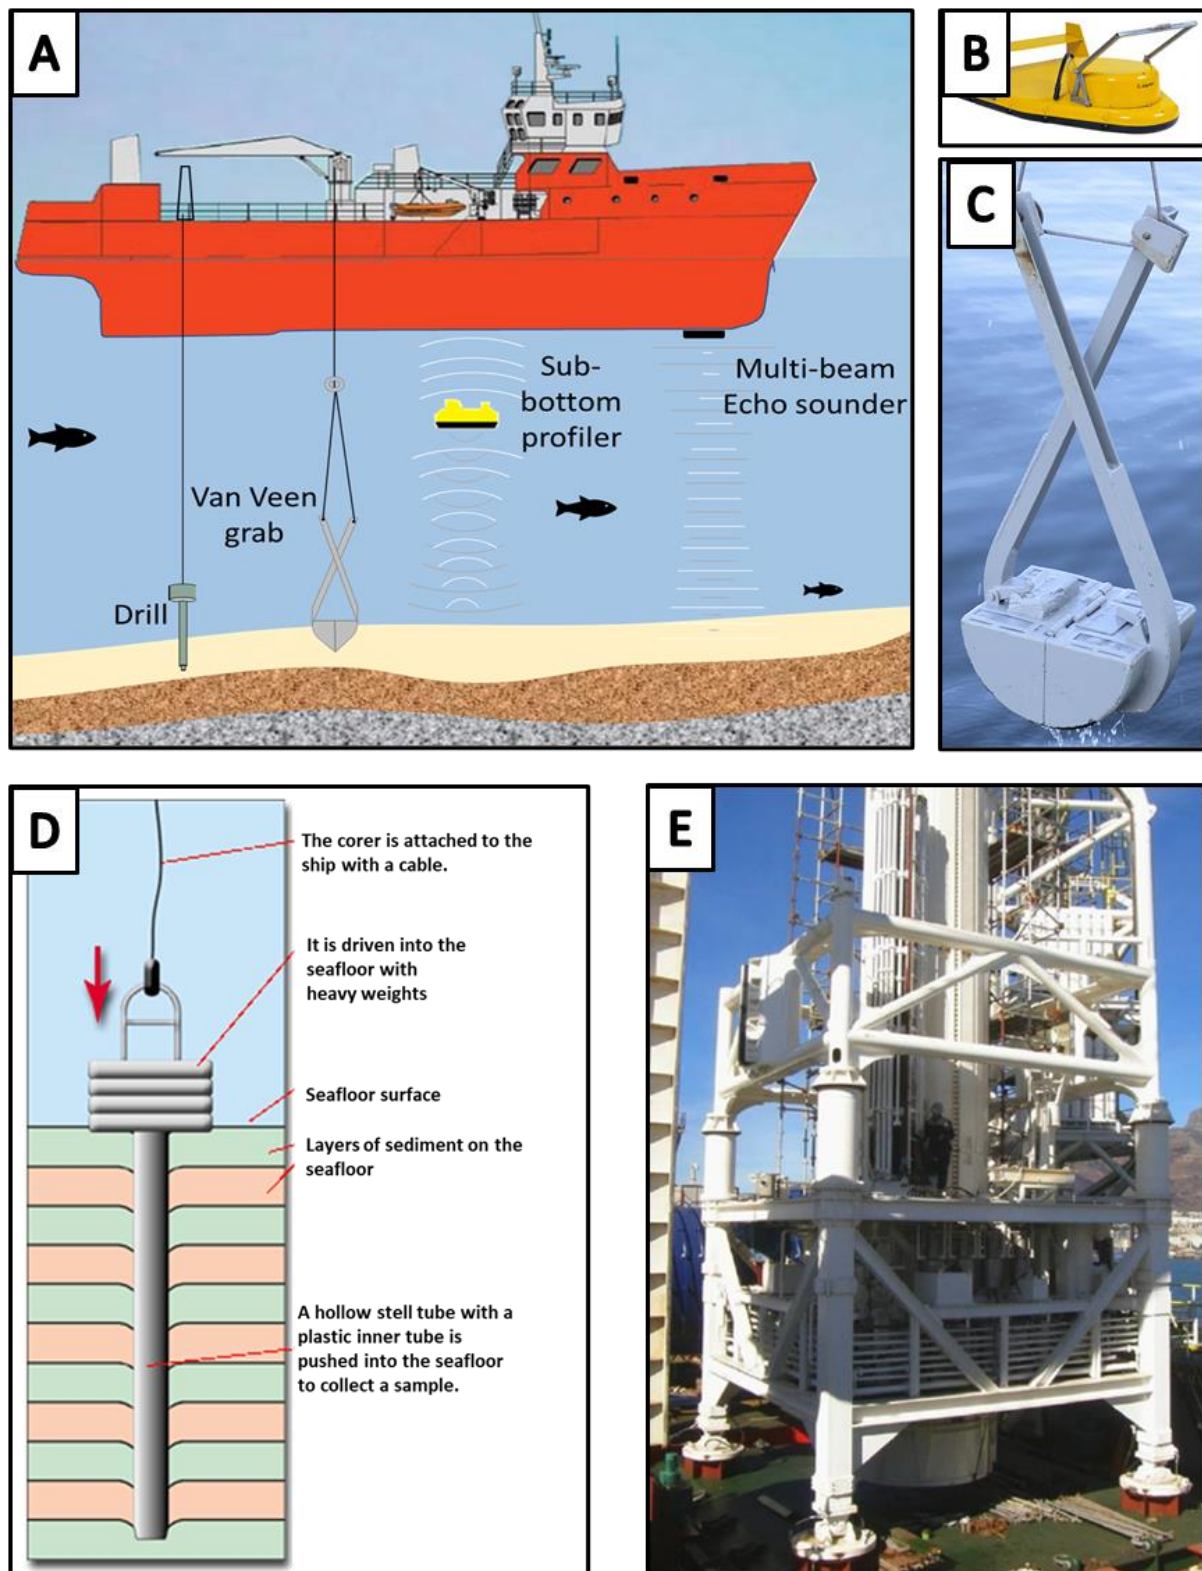 A
Sub-
bottom
profiler
Multi-beam
Echo sounder
Van Veen
grab
Drill
B
C
D
The corer is attached to the
ship with a cable.
It is driven into the
seafloor with
heavy weights
Seafloor surface
Layers of sediment on the
seafloor
A hollow stell tube with a
plastic inner tube is
pushed into the seafloor
to collect a sample.
E